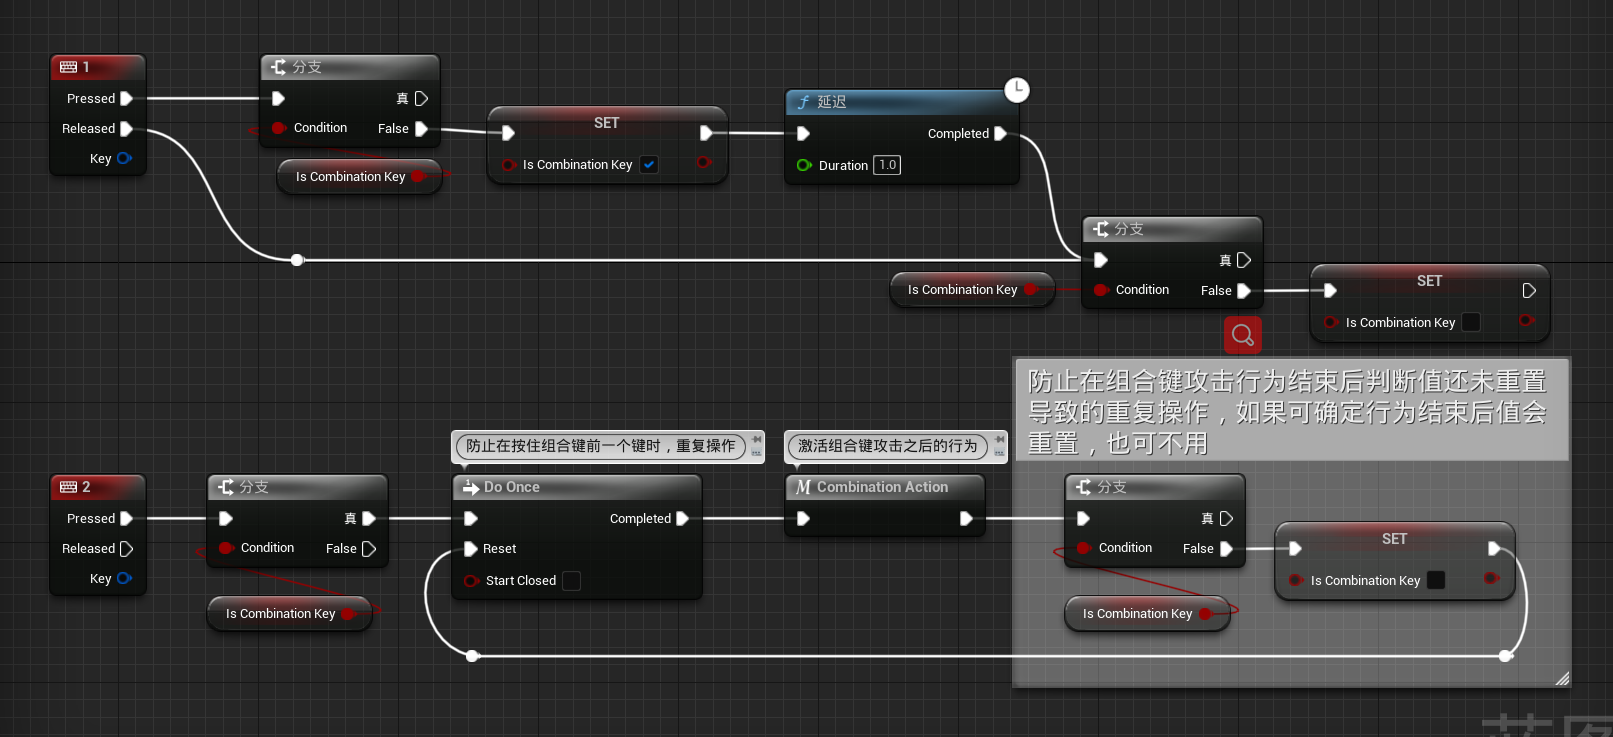 1
Pressed
Released
Key
分支
真
Condition
False
Is Combination Key
SET
Is Combination Key
延迟
Completed
Duration 1.0
分支
真
Condition
False
Is Combination Key
SET
Is Combination Key
防止在组合键攻击行为结束后判断值还未重置
导致的重复操作，如果可确定行为结束后值会
重置，也可不用
防止在按住组合键前一个键时，重复操作
激活组合键攻击之后的行为
2
Pressed
Released
Key
分支
真
Condition
False
Is Combination Key
Do Once
Completed
Reset
Start Closed
Combination Action
分支
真
Condition
False
Is Combination Key
SET
Is Combination Key